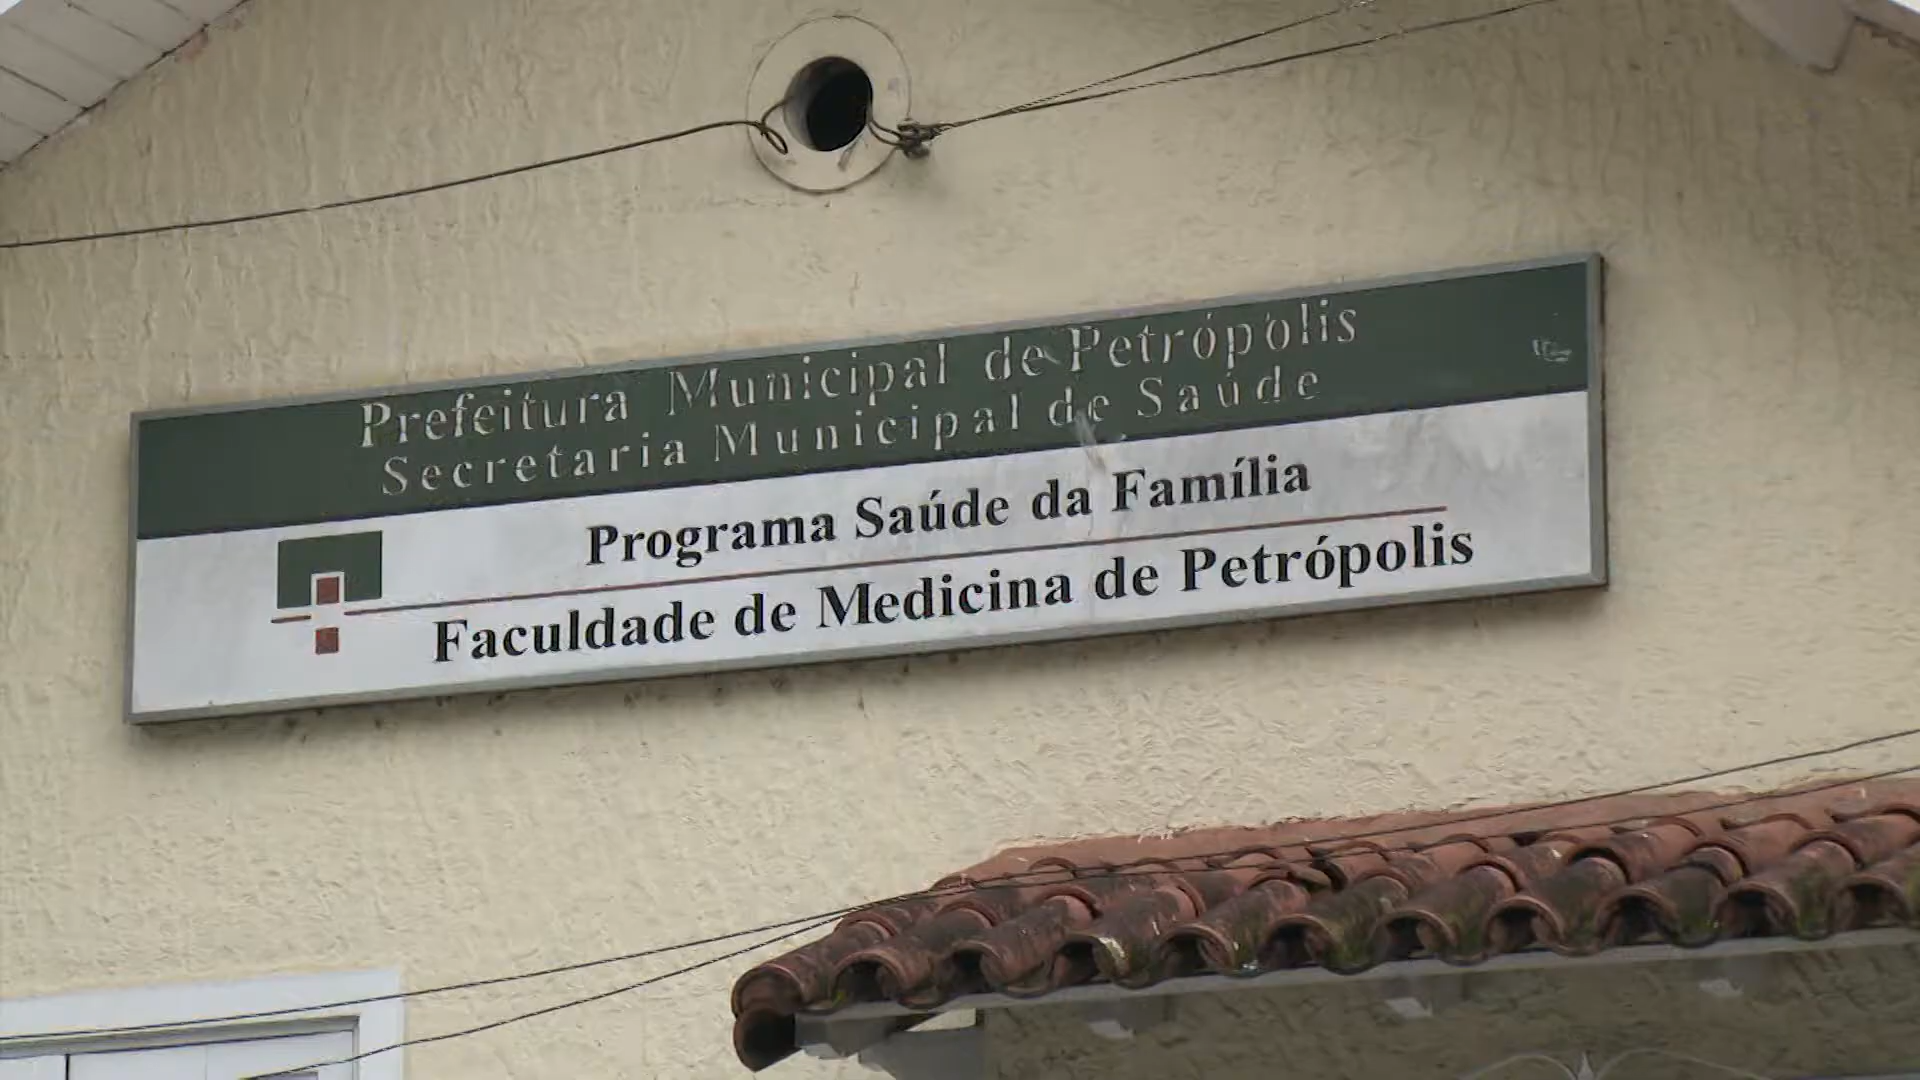 Prefeitura Municipal de Petrópolis
Secretaria Municipal de Saúde
Programa Saúde da Família
Faculdade de Medicina de Petrópolis